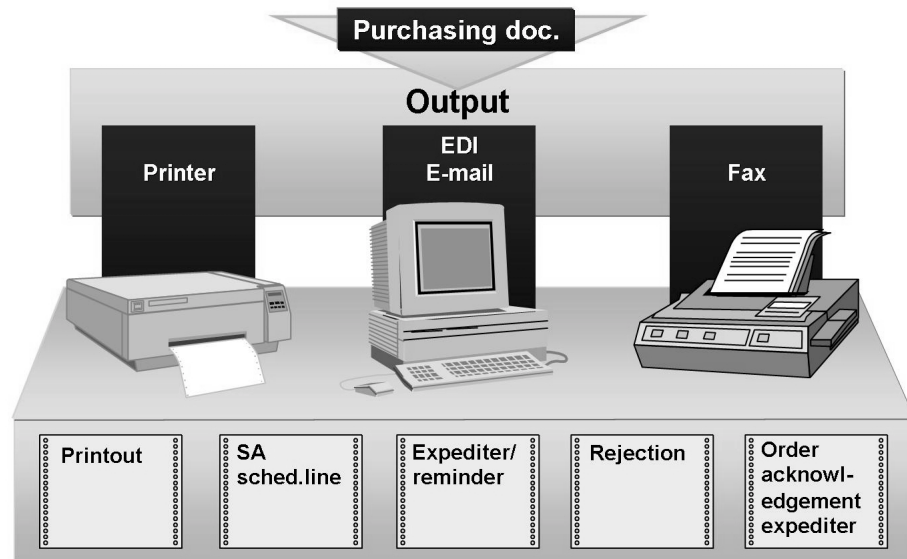 Purchasing doc.
Output
Printer
EDI
E-mail
Fax
Printout
SA
sched.line
Expediter/
reminder
Rejection
Order
acknowl-
edgement
expediter